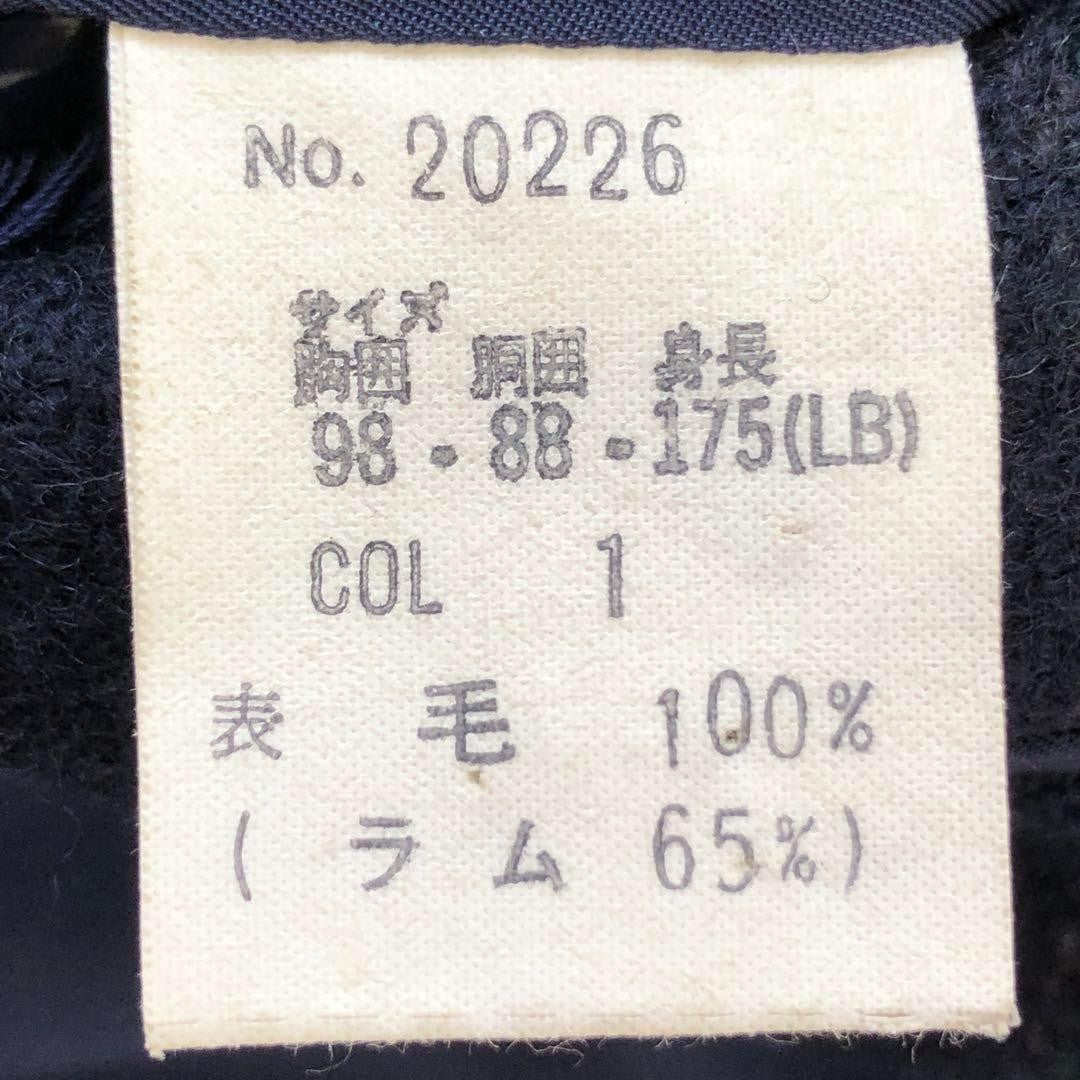 No. 20226
サイズ
胸囲 胴囲 身長
98・88・175(LB)
COL 1
表 毛 100%
(ラム 65%)